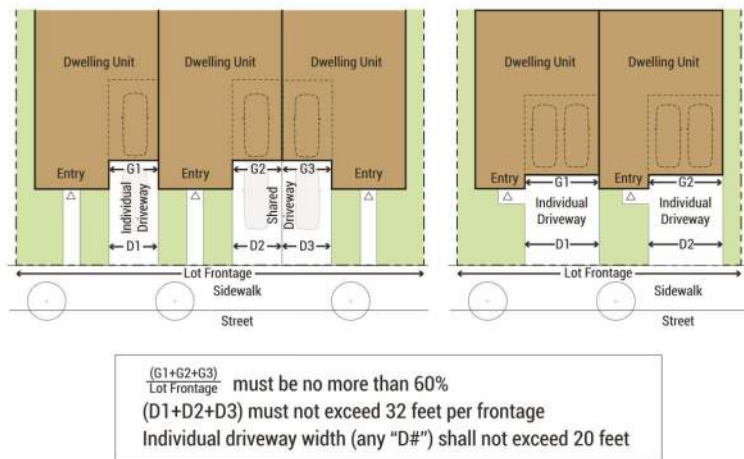 Dwelling Unit
Dwelling Unit
Dwelling Unit
Entry
G1
Entry
G2
G3
Entry
Individual
Driveway
Shared
Driveway
D1
D2
D3
Lot Frontage
Sidewalk
Street
Dwelling Unit
Dwelling Unit
Entry
G1
Entry
G2
Individual
Driveway
Individual
Driveway
D1
D2
Lot Frontage
Sidewalk
Street
(G1+G2+G3)
Lot Frontage
must be no more than 60%
(D1+D2+D3) must not exceed 32 feet per frontage
Individual driveway width (any “D#”) shall not exceed 20 feet